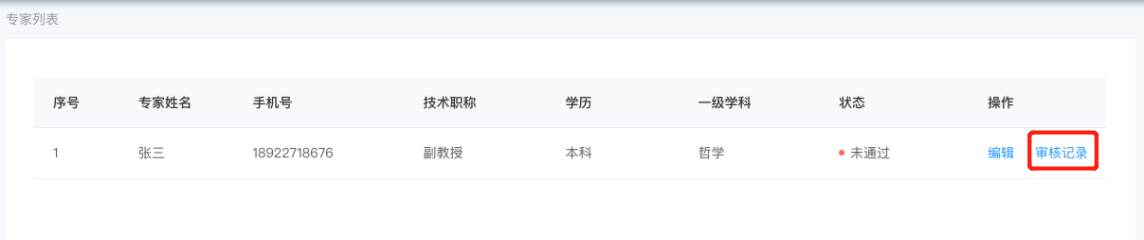 专家列表
序号 专家姓名 手机号 技术职称 学历 一级学科 状态 操作
1 张三 18922718676 副教授 本科 哲学 未通过 编辑 审核记录